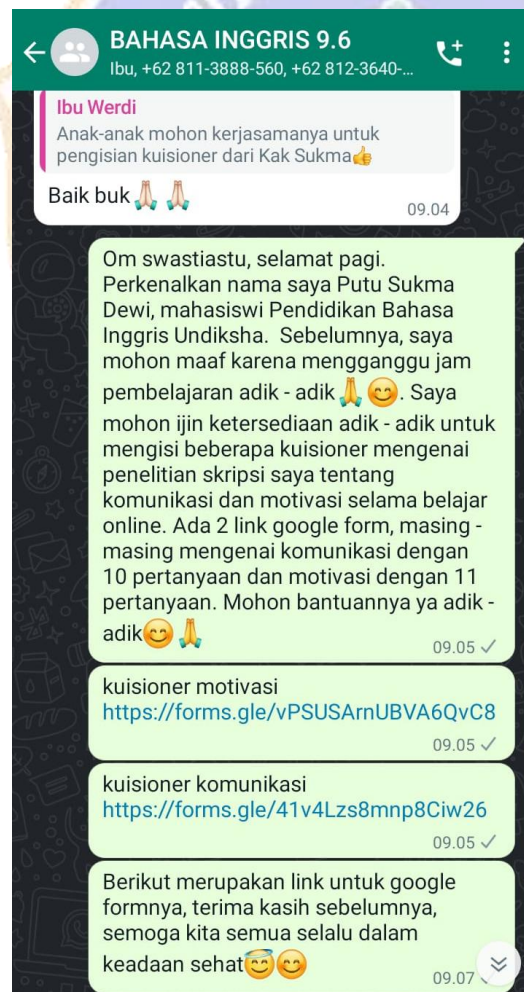 BAHASA INGGRIS 9.6
Ibu, +62 811-3888-560, +62 812-3640-...
Ibu Werdi
Anak-anak mohon kerjasamanya untuk
pengisian kuisioner dari Kak Sukma👍
Baik buk🙏🏻 🙏🏻
09.04
Om swastiastu, selamat pagi.
Perkenalkan nama saya Putu Sukma
Dewi, mahasiswi Pendidikan Bahasa
Inggris Undiksha. Sebelumnya, saya
mohon maaf karena mengganggu jam
pembelajaran adik - adik🙏😊. Saya
mohon ijin ketersediaan adik - adik untuk
mengisi beberapa kuisioner mengenai
penelitian skripsi saya tentang
komunikasi dan motivasi selama belajar
online. Ada 2 link google form, masing -
masing mengenai komunikasi dengan
10 pertanyaan dan motivasi dengan 11
pertanyaan. Mohon bantuannya ya adik -
adik😊🙏
09.05
kuisioner motivasi
https://forms.gle/vPSUSArnUBVA6QvC8
09.05
kuisioner komunikasi
https://forms.gle/41v4Lzs8mnp8Ciw26
09.05
Berikut merupakan link untuk google
formnya, terima kasih sebelumnya,
semoga kita semua selalu dalam
keadaan sehat😇😊
09.07